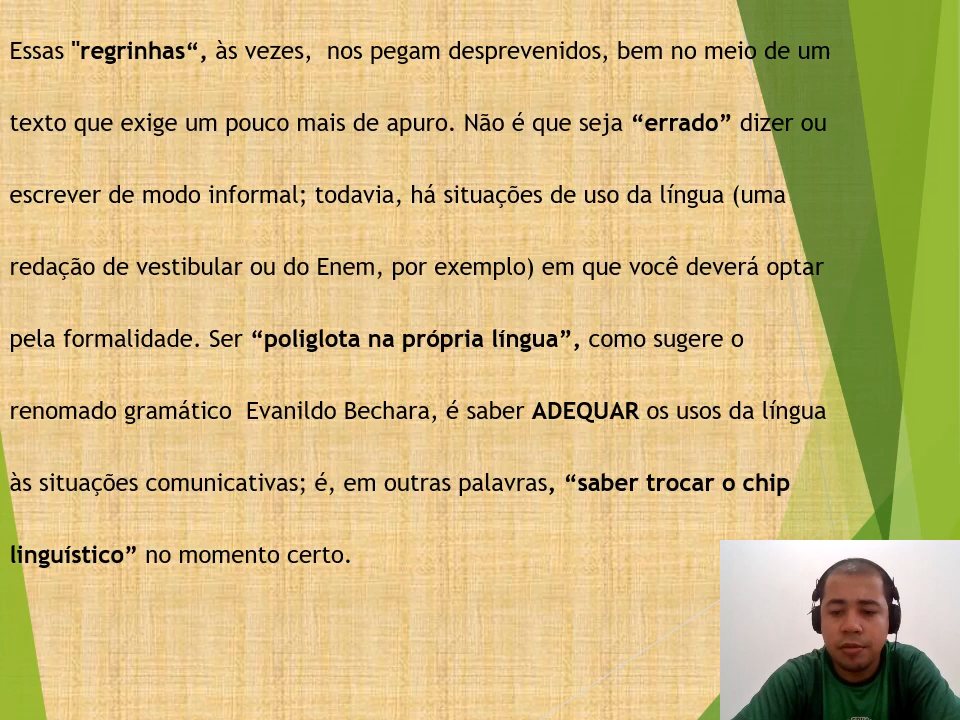 Essas "regrinhas“, às vezes,  nos pegam desprevenidos, bem no meio de um
texto que exige um pouco mais de apuro. Não é que seja “errado” dizer ou
escrever de modo informal; todavia, há situações de uso da língua (uma
redação de vestibular ou do Enem, por exemplo) em que você deverá optar
pela formalidade. Ser “poliglota na própria língua”, como sugere o
renomado gramático  Evanildo Bechara, é saber ADEQUAR os usos da língua
às situações comunicativas; é, em outras palavras, “saber trocar o chip
linguístico” no momento certo.